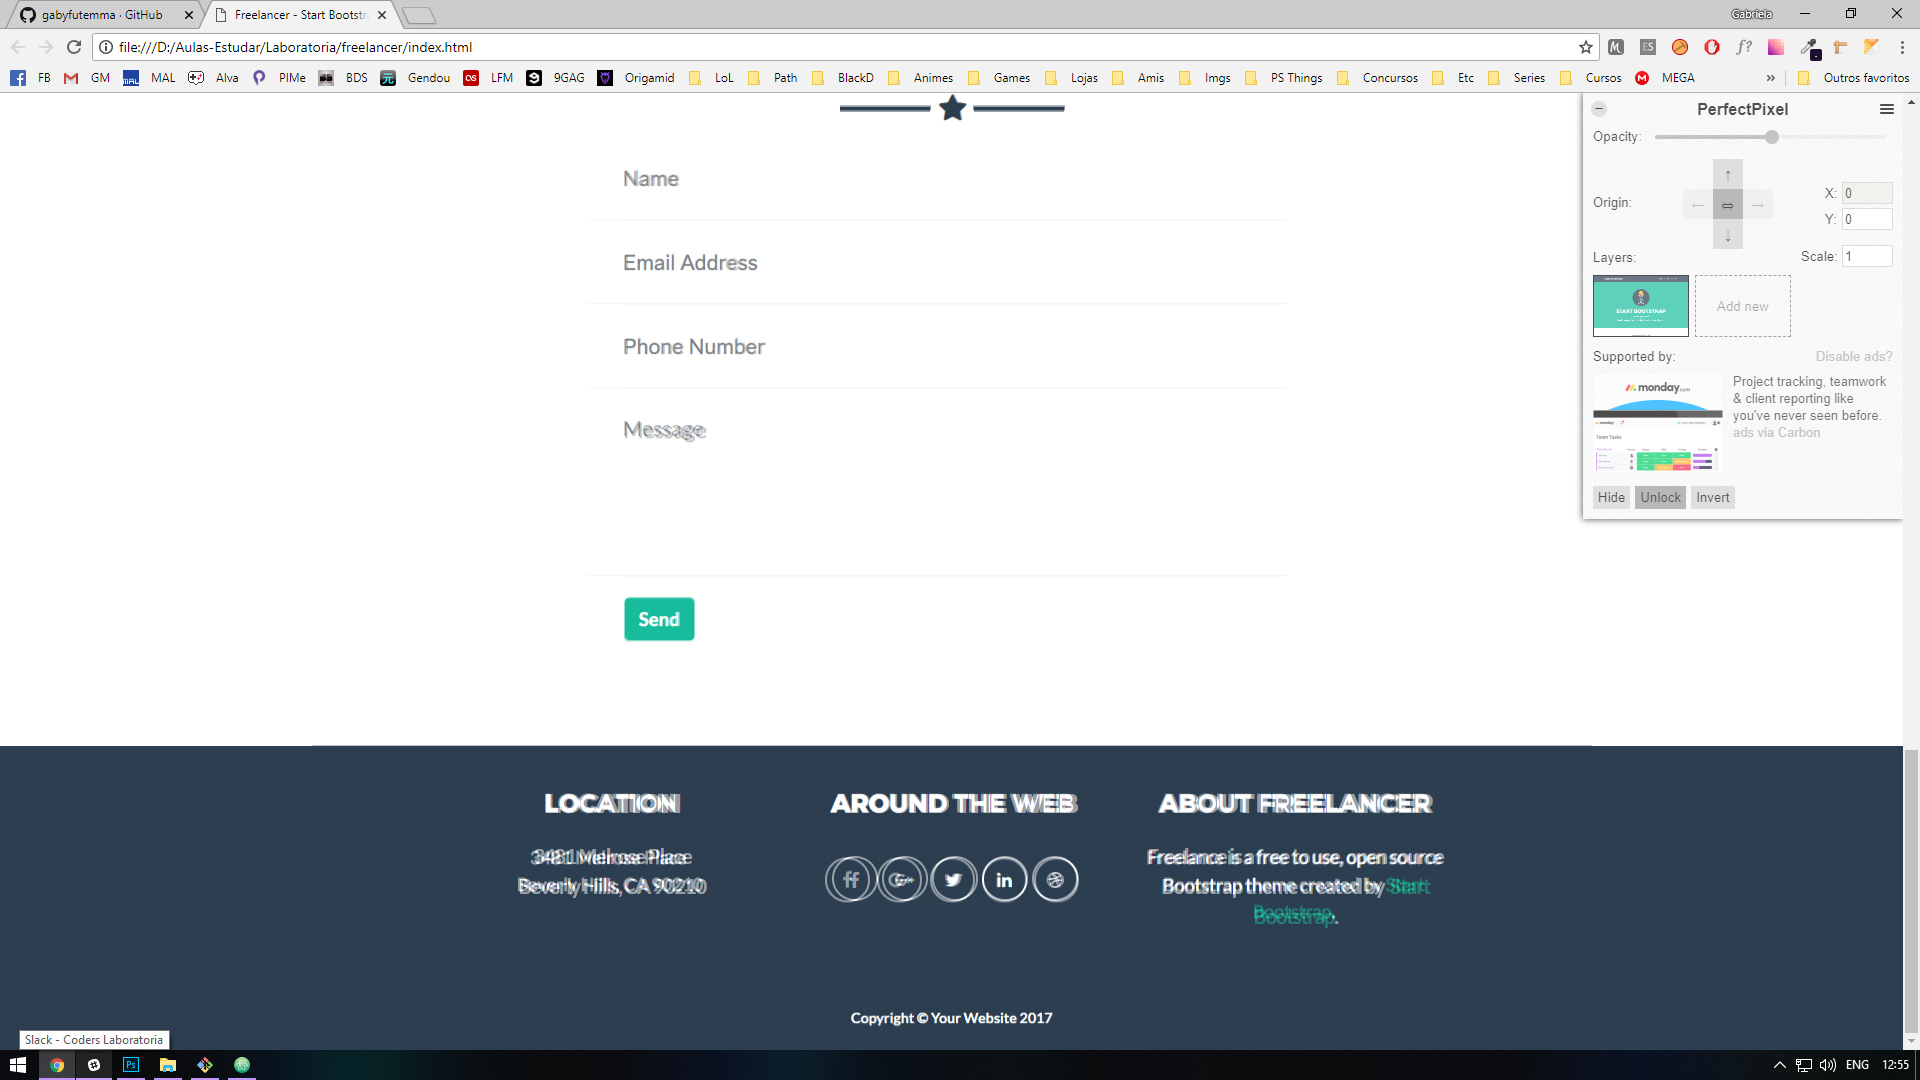 gabyfutemma · GitHub
Freelancer - Start Bootstr
Gabriela
file:///D:/Aulas-Estudar/Laboratoria/freelancer/index.html
FB
GM
MAL
Alva
PIMe
BDS
Gendou
LFM
9GAG
Origamid
LoL
Path
BlackD
Animes
Games
Lojas
Amis
Imgs
PS Things
Concursos
Etc
Series
Cursos
MEGA
»
Outros favoritos
PerfectPixel
Opacity:
Origin:
X: 0
Y: 0
Layers:
Scale: 1
START BOOTSTRAP
Add new
Supported by:
Disable ads?
monday.com
Project tracking, teamwork
& client reporting like
you've never seen before.
ads via Carbon
Team Tasks
Hide
Unlock
Invert
Name
Email Address
Phone Number
Message
Send
LOCATION
3481 Melrose Place
Beverly Hills, CA 90210
AROUND THE WEB
ABOUT FREELANCER
Freelance is a free to use, open source
Bootstrap theme created by Start
Bootstrap.
Copyright © Your Website 2017
Slack - Coders Laboratoria
ENG
12:55